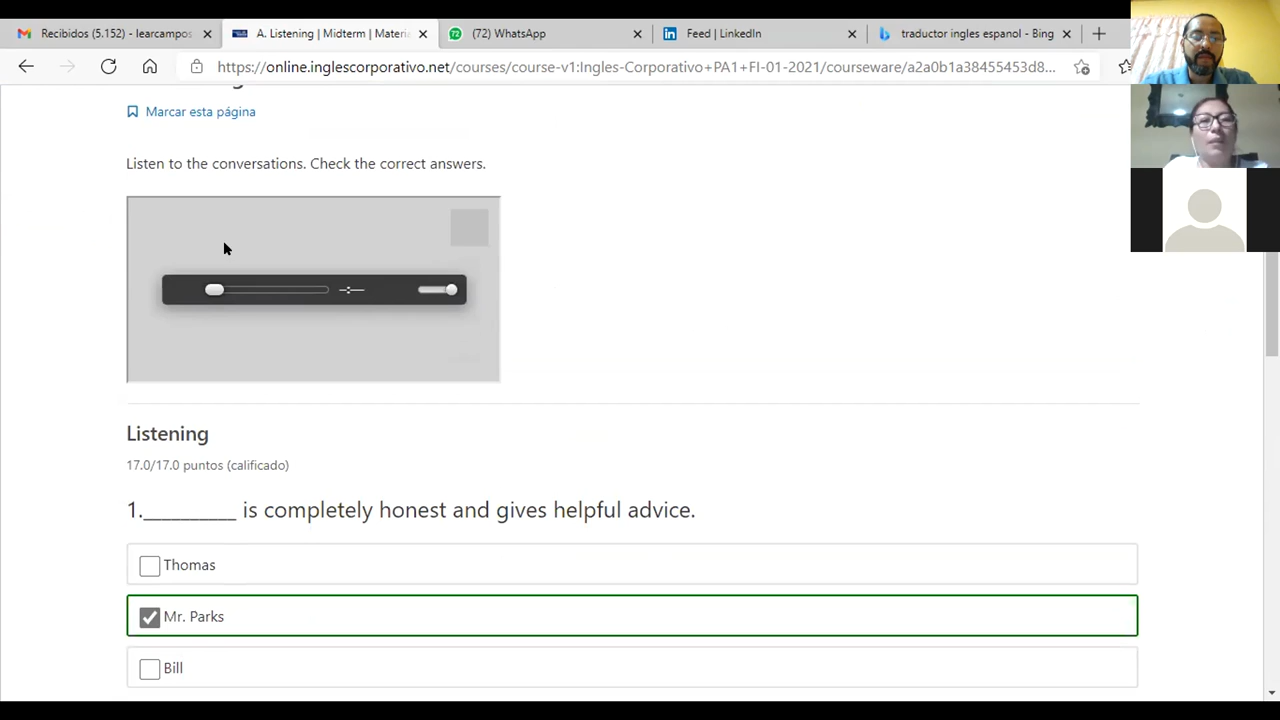 Recibidos (5.152) - learcampos
A. Listening | Midterm | Materi
(72) WhatsApp
Feed | LinkedIn
traductor ingles espanol - Bing
https://online.inglescorporativo.net/courses/course-v1:Ingles-Corporativo+PA1+FI-01-2021/courseware/a2a0b1a38455453d8...
Marcar esta página
Listen to the conversations. Check the correct answers.
Listening
17.0/17.0 puntos (calificado)
1.__________ is completely honest and gives helpful advice.
Thomas
Mr. Parks
Bill